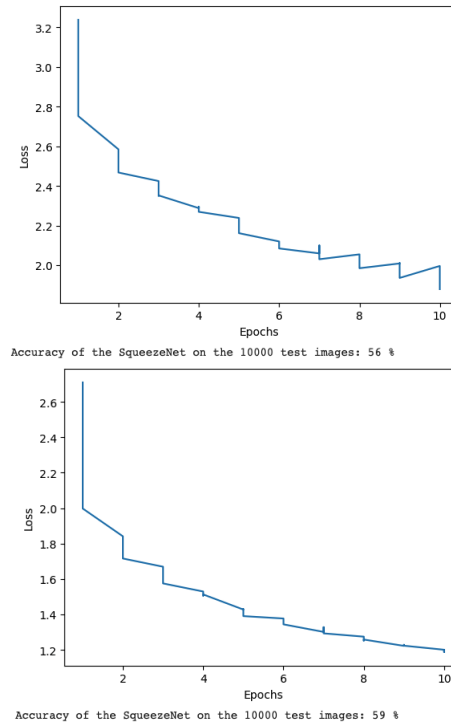 3.2
3.0
2.8
2.6
2.4
2.2
2.0
Loss
2 4 6 8 10
Epochs
Accuracy of the SqueezeNet on the 10000 test images: 56 %
2.6
2.4
2.2
2.0
1.8
1.6
1.4
1.2
Loss
2 4 6 8 10
Epochs
Accuracy of the SqueezeNet on the 10000 test images: 59 %